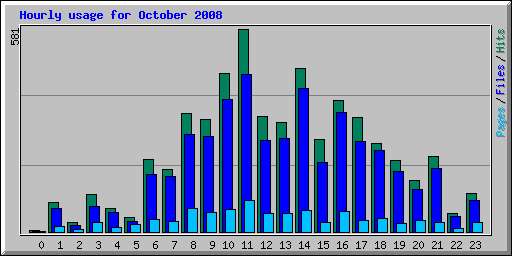 Hourly usage for October 2008
581
Pages / Files / Hits
0 1 2 3 4 5 6 7 8 9 10 11 12 13 14 15 16 17 18 19 20 21 22 23